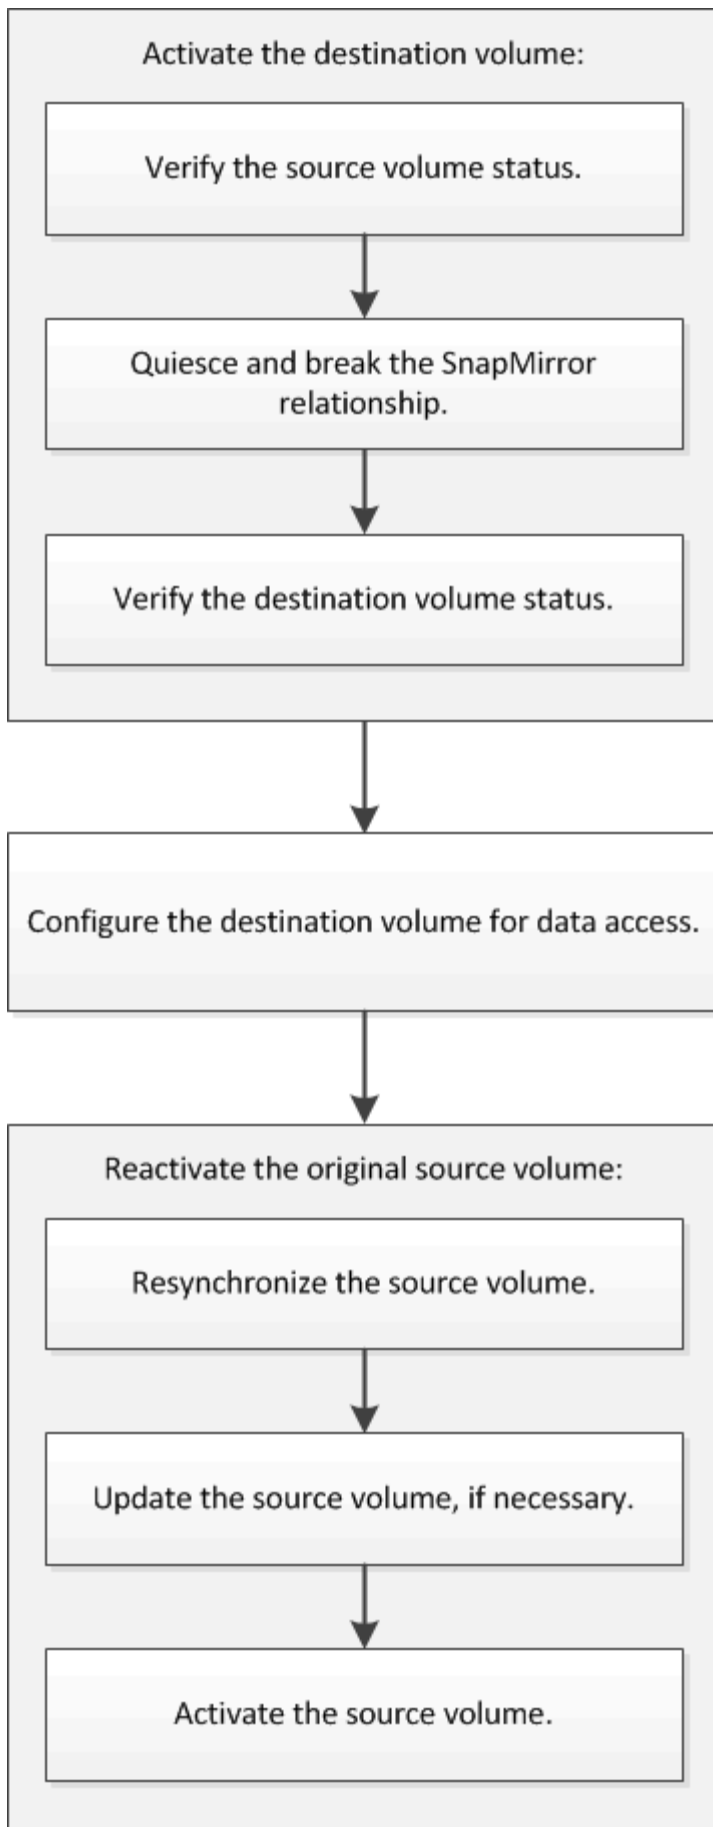 Activate the destination volume:
Verify the source volume status.
Quiesce and break the SnapMirror
relationship.
Verify the destination volume status.
Configure the destination volume for data access.
Reactivate the original source volume:
Resynchronize the source volume.
Update the source volume, if necessary.
Activate the source volume.